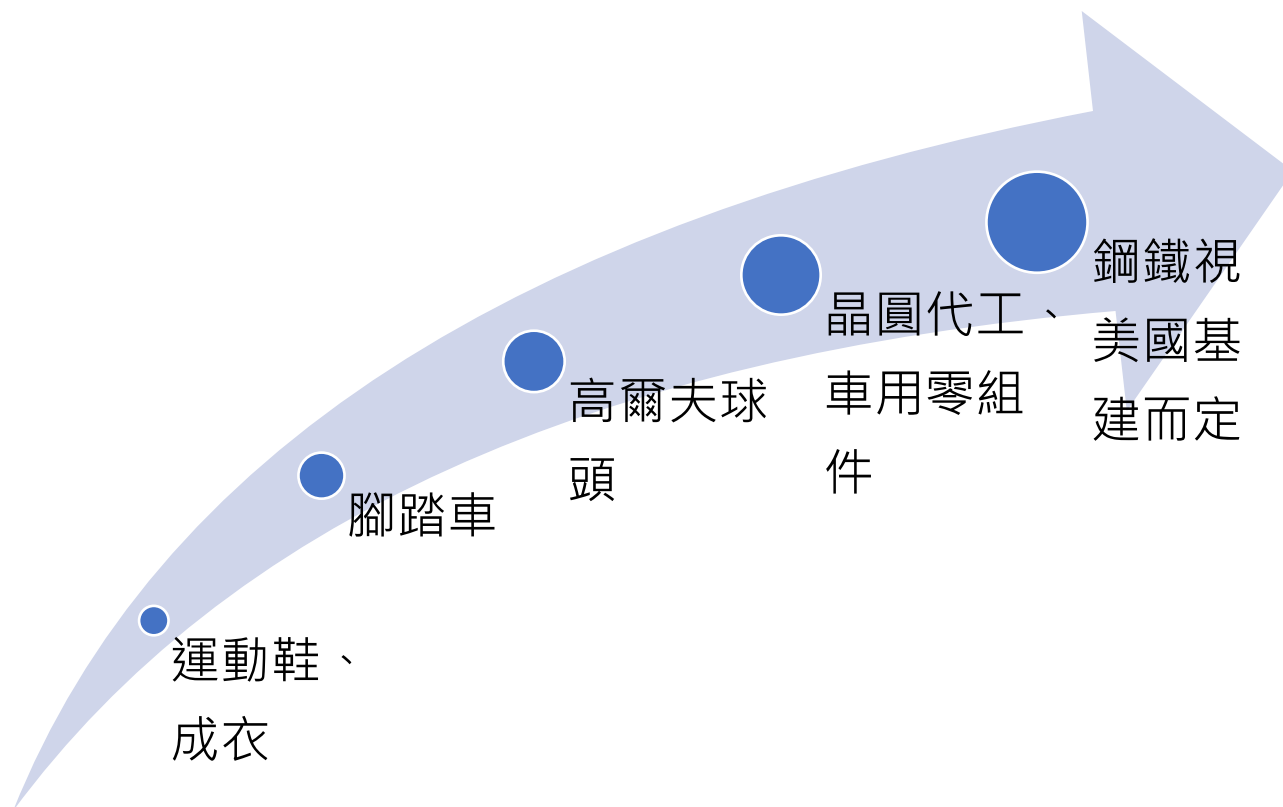 運動鞋、
成衣
腳踏車
高爾夫球
頭
晶圓代工、
車用零組
件
鋼鐵視
美國基
建而定